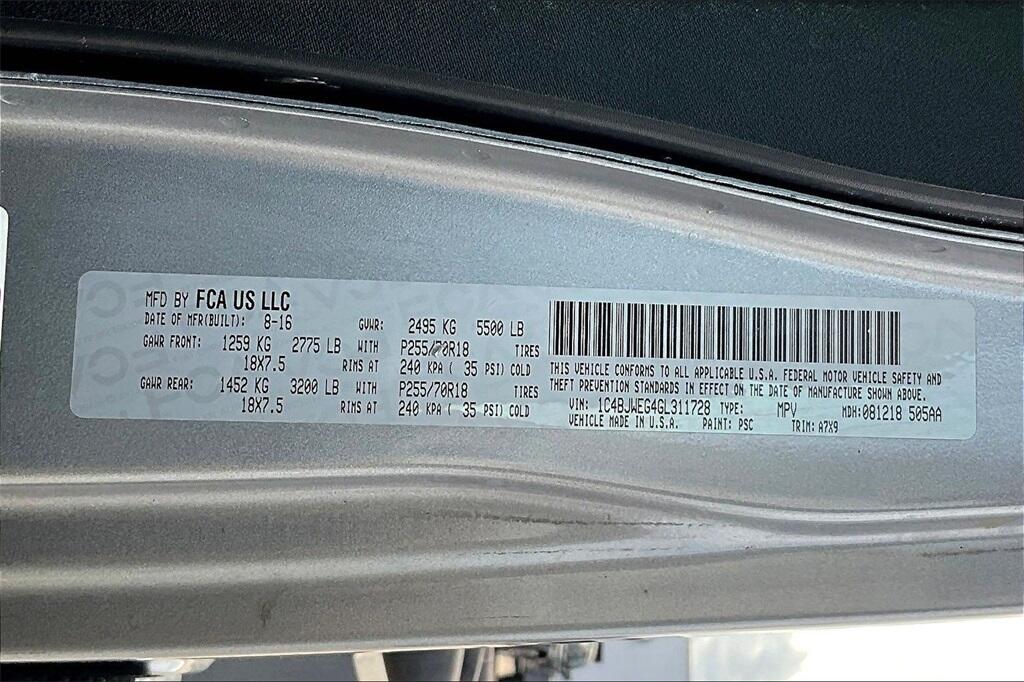 MFD BY FCA US LLC
DATE OF MFR(BUILT): 8-16 GVWR: 2495 KG 5500 LB
GAWR FRONT: 1259 KG 2775 LB WITH P255/70R18 TIRES
18X7.5 RIMS AT 240 KPA ( 35 PSI) COLD
GAWR REAR: 1452 KG 3200 LB WITH P255/70R18 TIRES
18X7.5 RIMS AT 240 KPA ( 35 PSI) COLD
THIS VEHICLE CONFORMS TO ALL APPLICABLE U.S.A. FEDERAL MOTOR VEHICLE SAFETY AND
THEFT PREVENTION STANDARDS IN EFFECT ON THE DATE OF MANUFACTURE SHOWN ABOVE.
VIN: 1C4BJWEG4GL311728 TYPE: MPV MDH:081218 505AA
VEHICLE MADE IN U.S.A. PAINT: PSC TRIM: A7X9